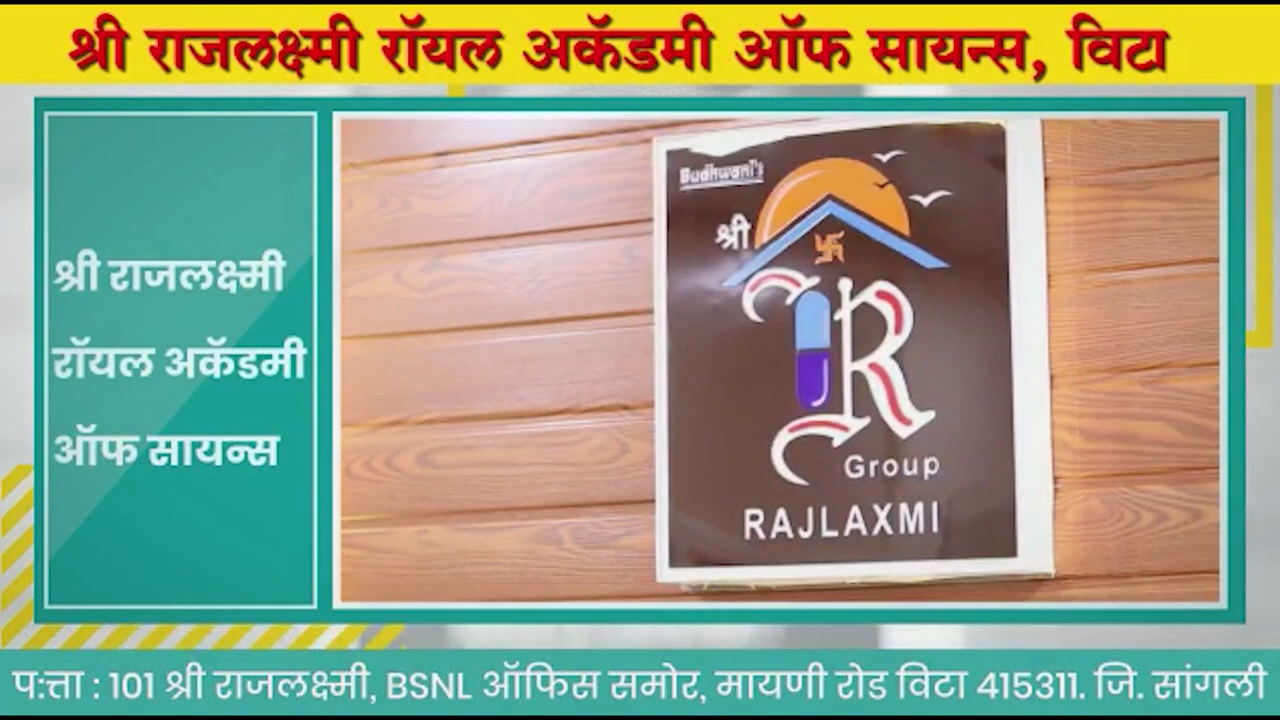 श्री राजलक्ष्मी रॉयल अकॅडमी ऑफ सायन्स, विटा
श्री राजलक्ष्मी
रॉयल अकॅडमी
ऑफ सायन्स
Budhwani's
श्री
R
Group
RAJLAXMI
प:त्ता : 101 श्री राजलक्ष्मी, BSNL ऑफिस समोर, मायणी रोड विटा 415311. जि. सांगली